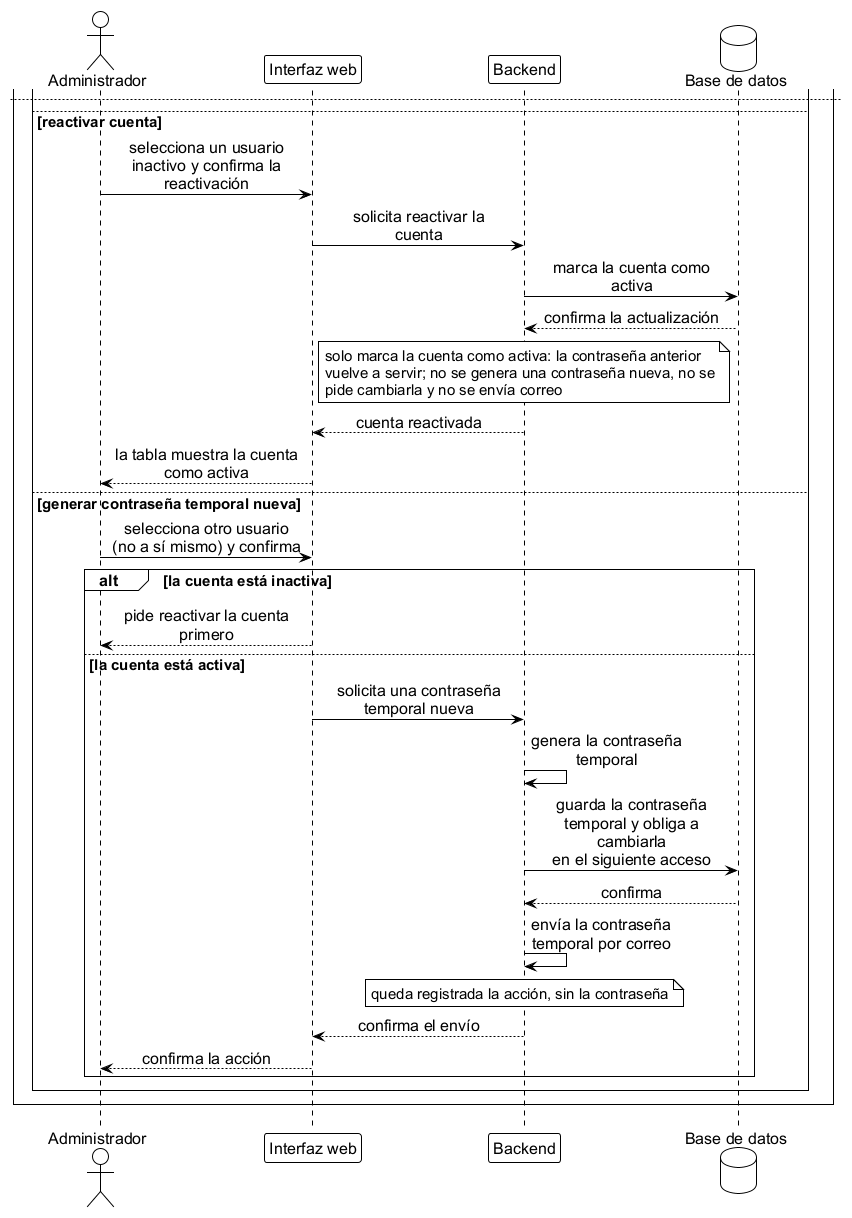 Administrador
Interfaz web
Backend
Base de datos
[reactivar cuenta]
selecciona un usuario
inactivo y confirma la
reactivación
solicita reactivar la
cuenta
marca la cuenta como
activa
confirma la actualización
solo marca la cuenta como activa: la contraseña anterior
vuelve a servir; no se genera una contraseña nueva, no se
pide cambiarla y no se envía correo
cuenta reactivada
la tabla muestra la cuenta
como activa
[generar contraseña temporal nueva]
selecciona otro usuario
(no a sí mismo) y confirma
alt
[la cuenta está inactiva]
pide reactivar la cuenta
primero
[la cuenta está activa]
solicita una contraseña
temporal nueva
genera la contraseña
temporal
guarda la contraseña
temporal y obliga a
cambiarla
en el siguiente acceso
confirma
envía la contraseña
temporal por correo
queda registrada la acción, sin la contraseña
confirma el envío
confirma la acción
Administrador
Interfaz web
Backend
Base de datos